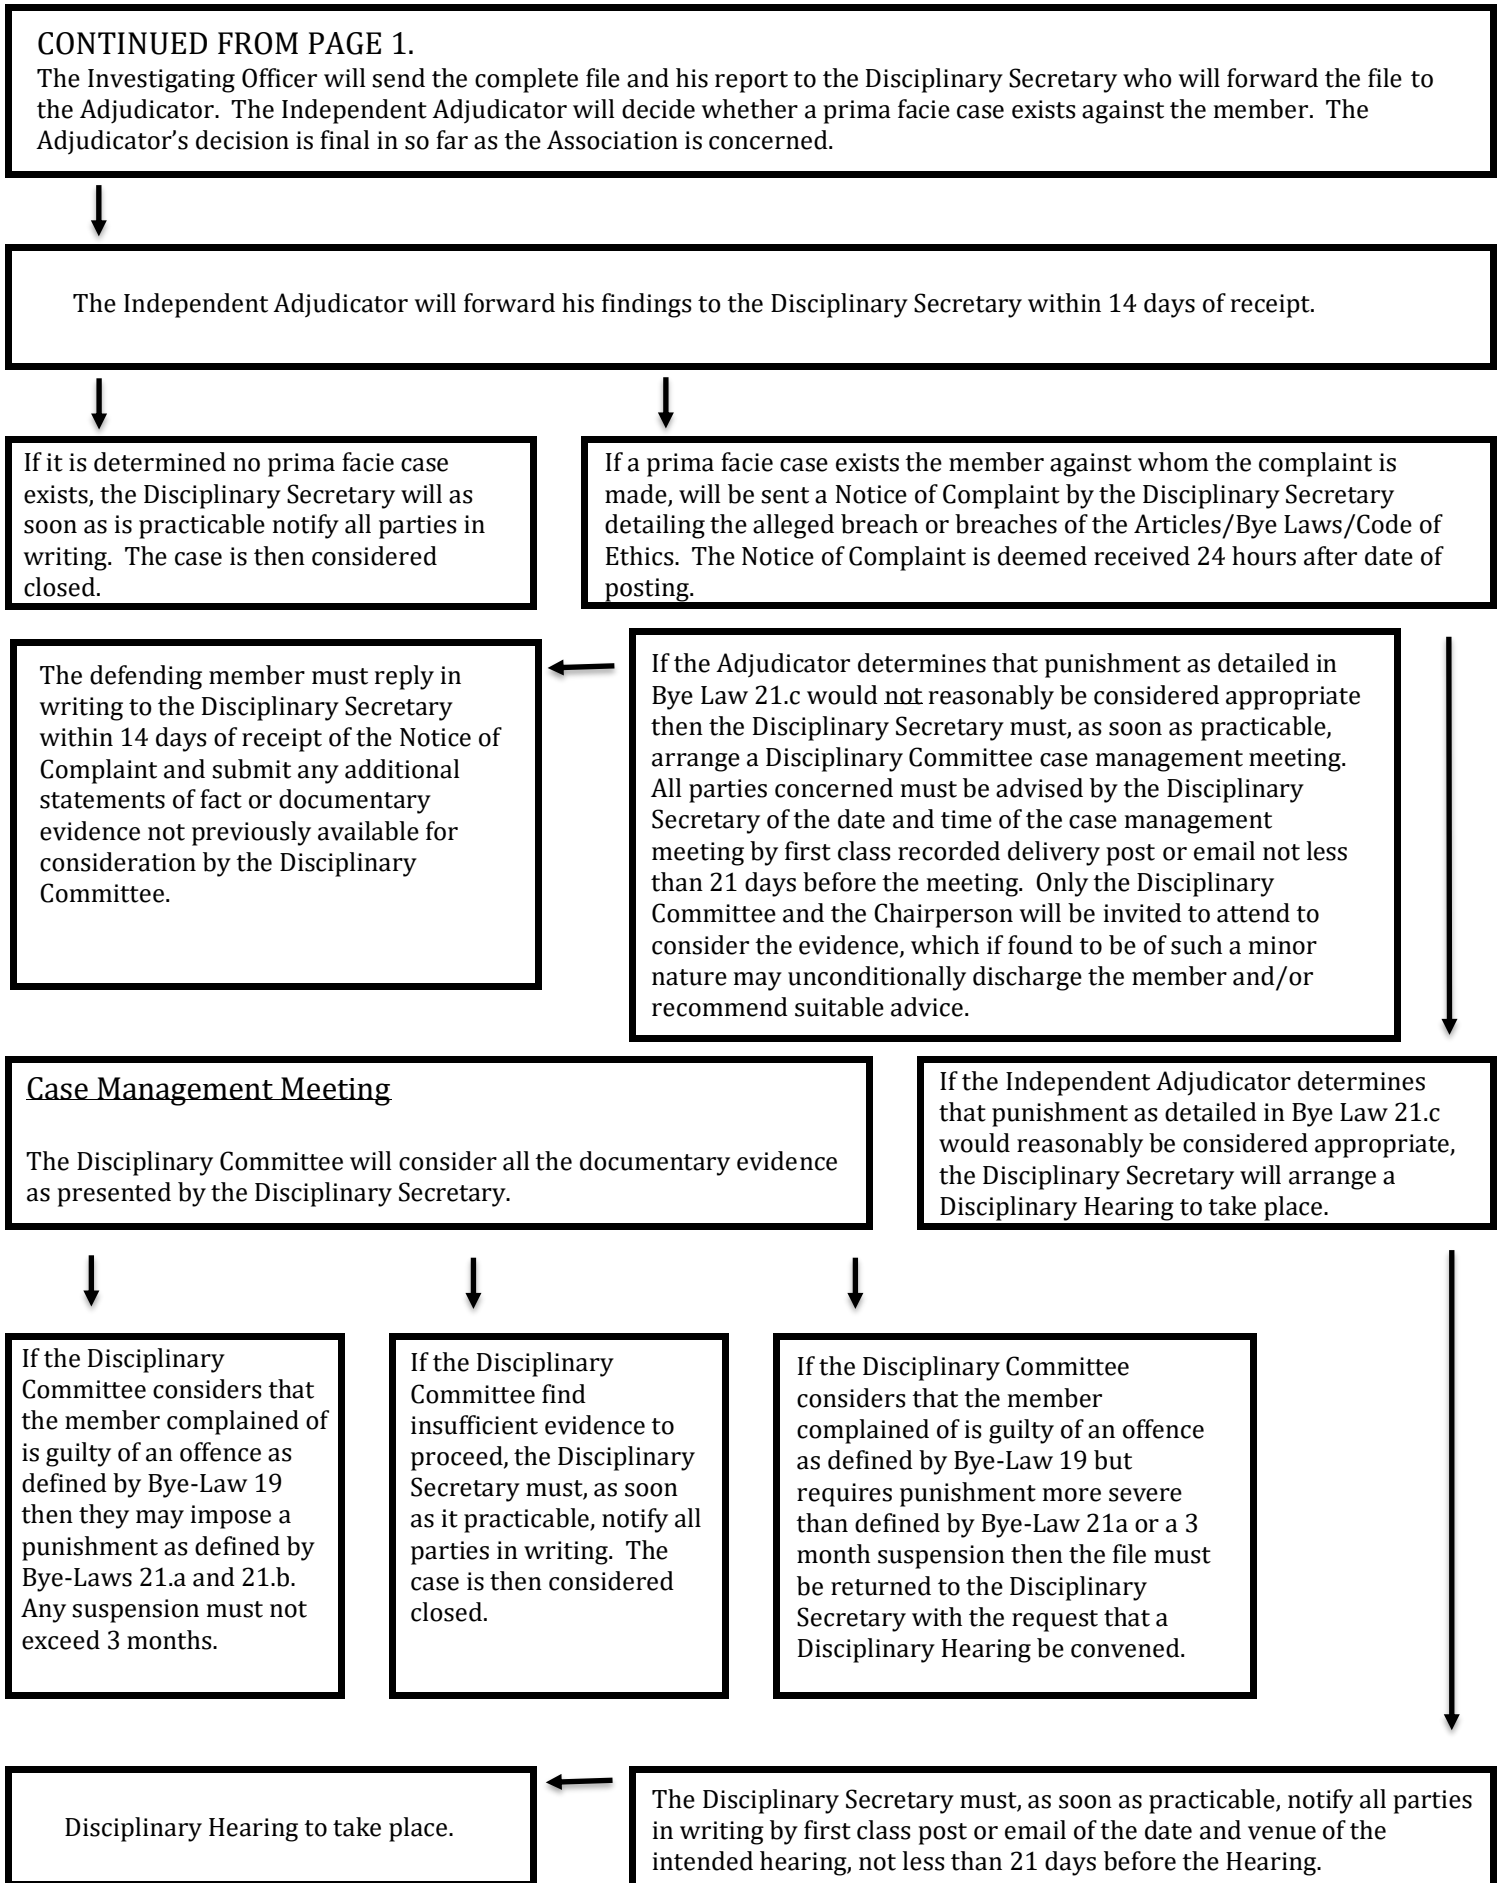 CONTINUED FROM PAGE 1.
The Investigating Officer will send the complete file and his report to the Disciplinary Secretary who will forward the file to
the Adjudicator.  The Independent Adjudicator will decide whether a prima facie case exists against the member.  The
Adjudicator’s decision is final in so far as the Association is concerned.
The Independent Adjudicator will forward his findings to the Disciplinary Secretary within 14 days of receipt.
If it is determined no prima facie case
exists, the Disciplinary Secretary will as
soon as is practicable notify all parties in
writing.  The case is then considered
closed.
If a prima facie case exists the member against whom the complaint is
made, will be sent a Notice of Complaint by the Disciplinary Secretary
detailing the alleged breach or breaches of the Articles/Bye Laws/Code of
Ethics.  The Notice of Complaint is deemed received 24 hours after date of
posting.
The defending member must reply in
writing to the Disciplinary Secretary
within 14 days of receipt of the Notice of
Complaint and submit any additional
statements of fact or documentary
evidence not previously available for
consideration by the Disciplinary
Committee.
If the Adjudicator determines that punishment as detailed in
Bye Law 21.c would not reasonably be considered appropriate
then the Disciplinary Secretary must, as soon as practicable,
arrange a Disciplinary Committee case management meeting.
All parties concerned must be advised by the Disciplinary
Secretary of the date and time of the case management
meeting by first class recorded delivery post or email not less
than 21 days before the meeting.  Only the Disciplinary
Committee and the Chairperson will be invited to attend to
consider the evidence, which if found to be of such a minor
nature may unconditionally discharge the member and/or
recommend suitable advice.
Case Management Meeting
The Disciplinary Committee will consider all the documentary evidence
as presented by the Disciplinary Secretary.
If the Independent Adjudicator determines
that punishment as detailed in Bye Law 21.c
would reasonably be considered appropriate,
the Disciplinary Secretary will arrange a
Disciplinary Hearing to take place.
If the Disciplinary
Committee considers that
the member complained of
is guilty of an offence as
defined by Bye-Law 19
then they may impose a
punishment as defined by
Bye-Laws 21.a and 21.b.
Any suspension must not
exceed 3 months.
If the Disciplinary
Committee find
insufficient evidence to
proceed, the Disciplinary
Secretary must, as soon
as it practicable, notify all
parties in writing.  The
case is then considered
closed.
If the Disciplinary Committee
considers that the member
complained of is guilty of an offence
as defined by Bye-Law 19 but
requires punishment more severe
than defined by Bye-Law 21a or a 3
month suspension then the file must
be returned to the Disciplinary
Secretary with the request that a
Disciplinary Hearing be convened.
Disciplinary Hearing to take place.
The Disciplinary Secretary must, as soon as practicable, notify all parties
in writing by first class post or email of the date and venue of the
intended hearing, not less than 21 days before the Hearing.